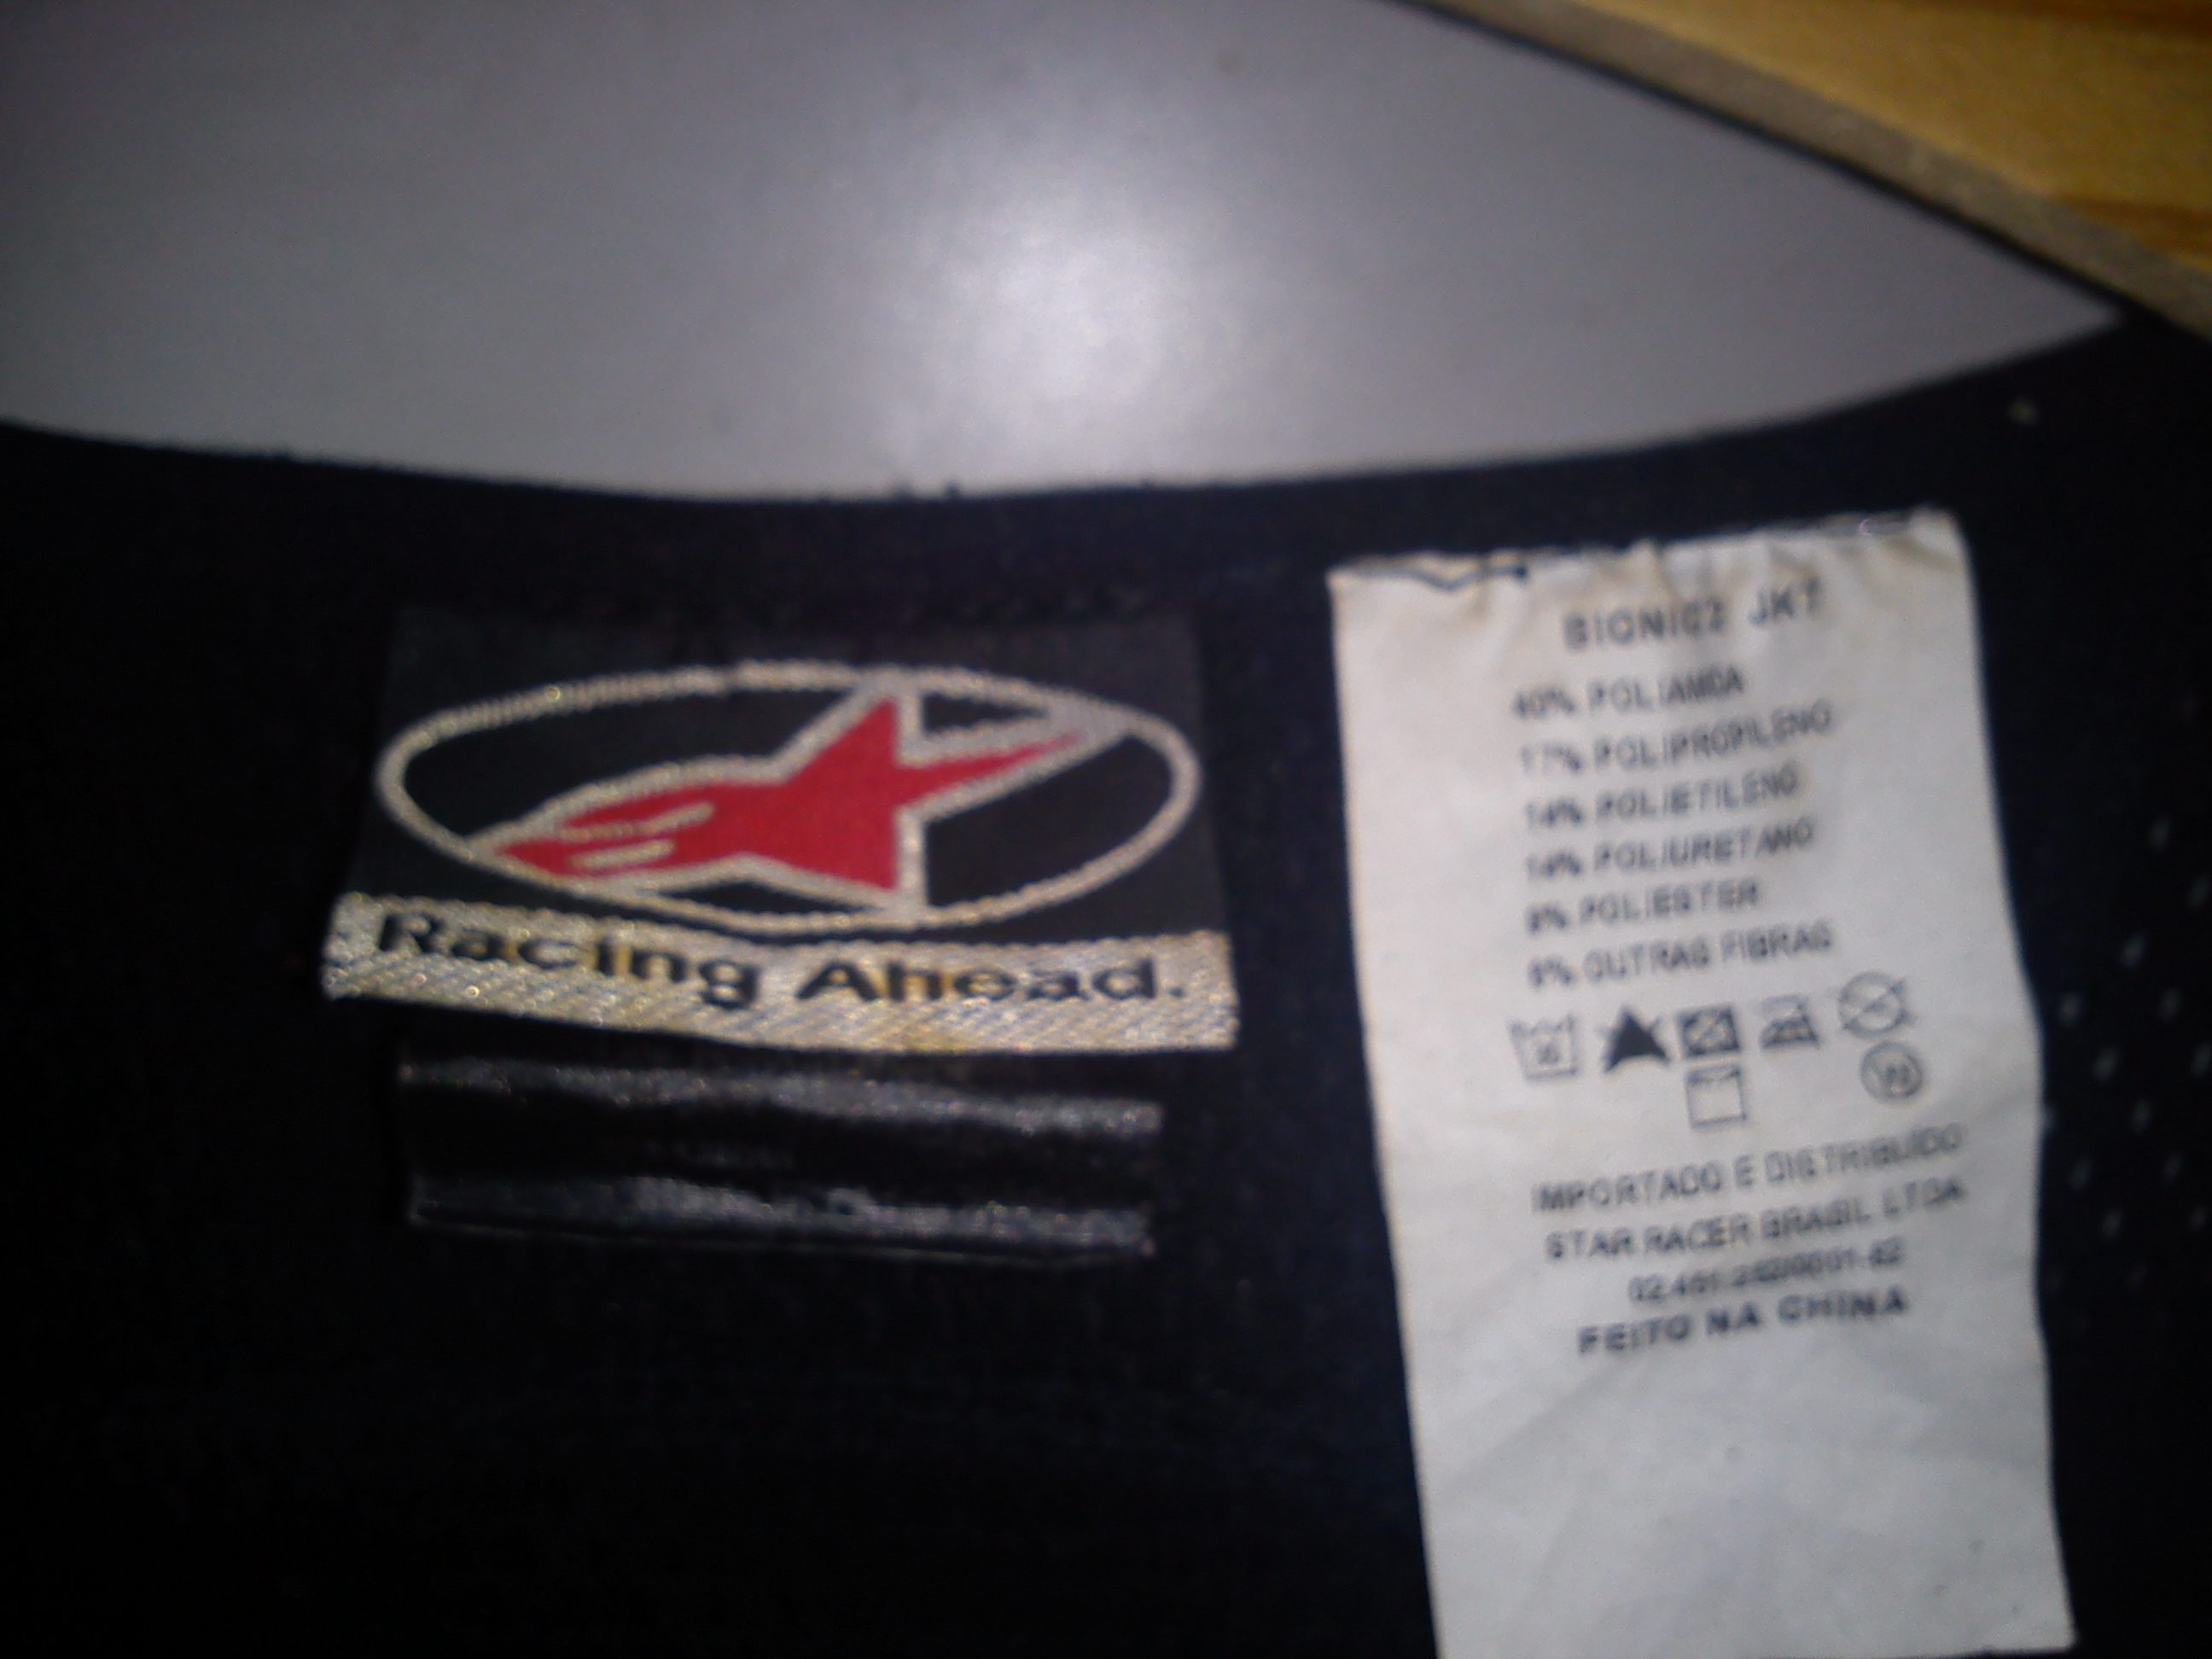 Racing Ahead.
BIONIC2 JKT
40% POLIAMIDA
17% POLIPROPILENO
14% POLIETILENO
14% POLIURETANO
POLIESTER
OUTRAS FIBRAS
IMPORTADO E DISTRIBUÍDO
STAR RACER BRASIL LTDA
FEITO NA CHINA